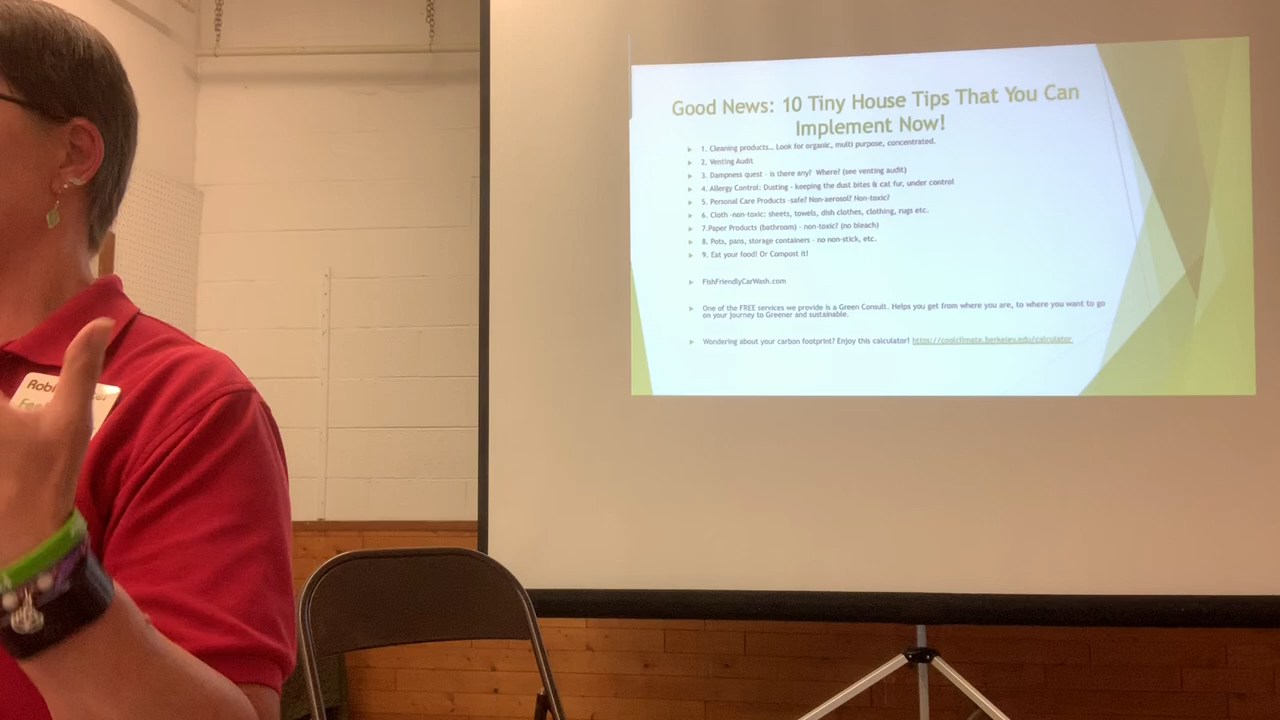 Good News: 10 Tiny House Tips That You Can
Implement Now!
1. Cleaning products... Look for organic, multi purpose, concentrated.
2. Venting Audit
3. Dampness quest - is there any? Where? (see venting audit)
4. Allergy Control: Dusting - keeping the dust bites & cat fur, under control
5. Personal Care Products -safe? Non-aerosol? Non-toxic?
6. Cloth -non-toxic: sheets, towels, dish clothes, clothing, rugs etc.
7.Paper Products (bathroom) - non-toxic? (no bleach)
8. Pots, pans, storage containers - no non-stick, etc.
9. Eat your food! Or Compost it!
FishFriendlyCarWash.com
One of the FREE services we provide is a Green Consult. Helps you get from where you are, to where you want to go
on your journey to Greener and sustainable.
Wondering about your carbon footprint? Enjoy this calculator! https://coolclimate.berkeley.edu/calculator